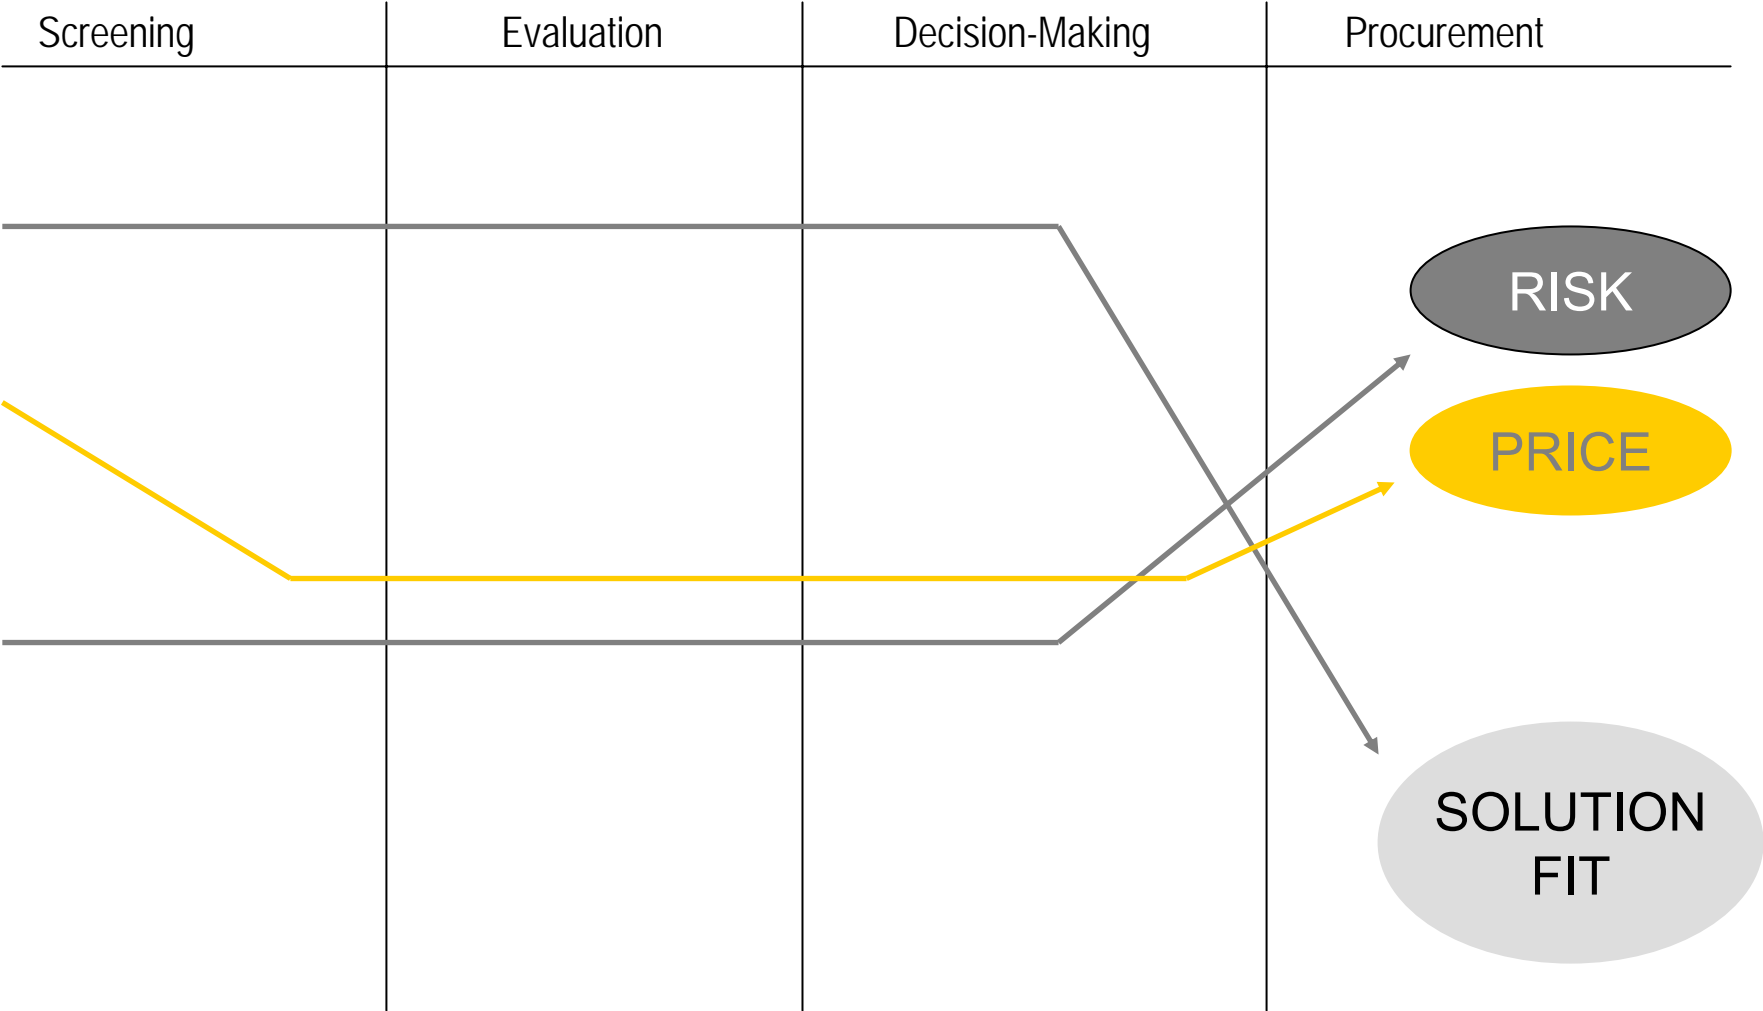 Screening
Evaluation
Decision-Making
Procurement
RISK
PRICE
SOLUTION
FIT